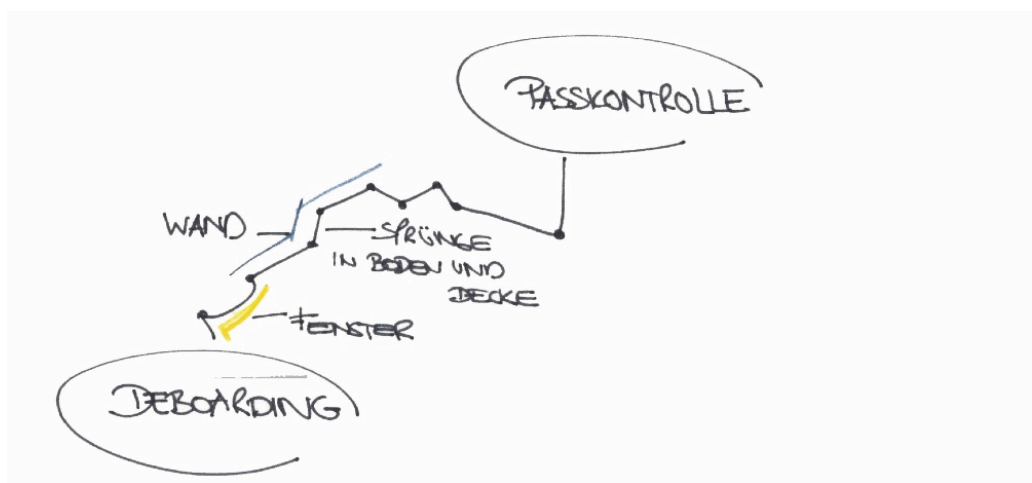 PASSKONTROLLE
WAND
SPRÜNGE
IN BODEN UND
DECKE
FENSTER
DEBOARDING